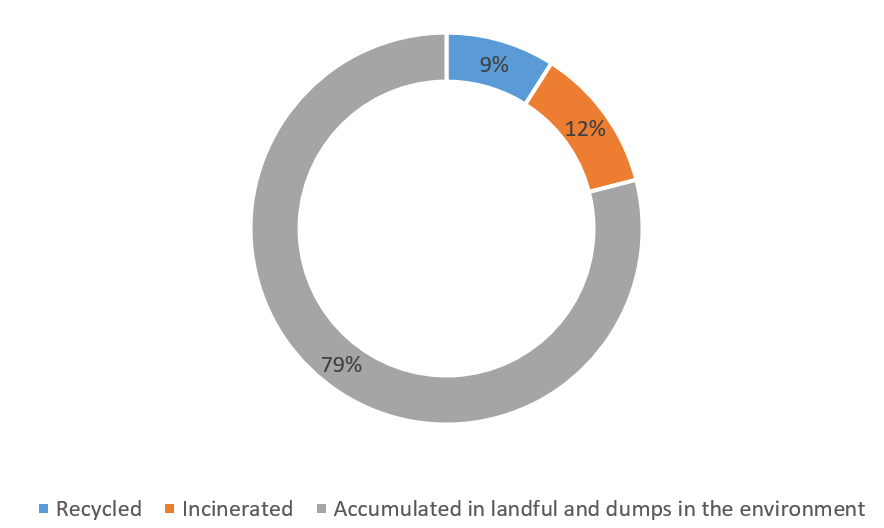 9%
12%
79%
Recycled Incinerated Accumulated in landful and dumps in the environment